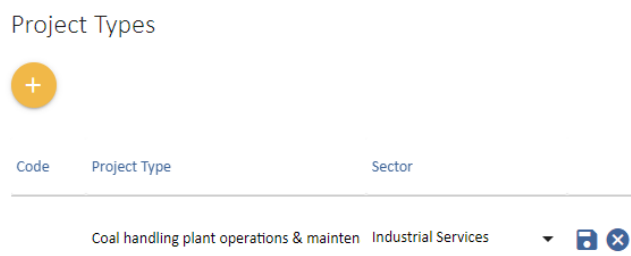 Project Types
+
Code Project Type Sector
Coal handling plant operations & mainten Industrial Services